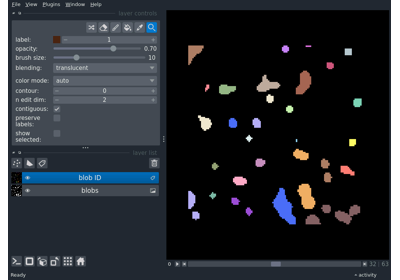 File View Plugins Window Help
layer controls
label: 1
opacity: 0.70
brush size: 10
blending: translucent
color mode: auto
contour: 0
n edit dim: 2
contiguous:
preserve
labels:
show
selected:
layer list
blob ID
blobs
32 63
Ready
activity